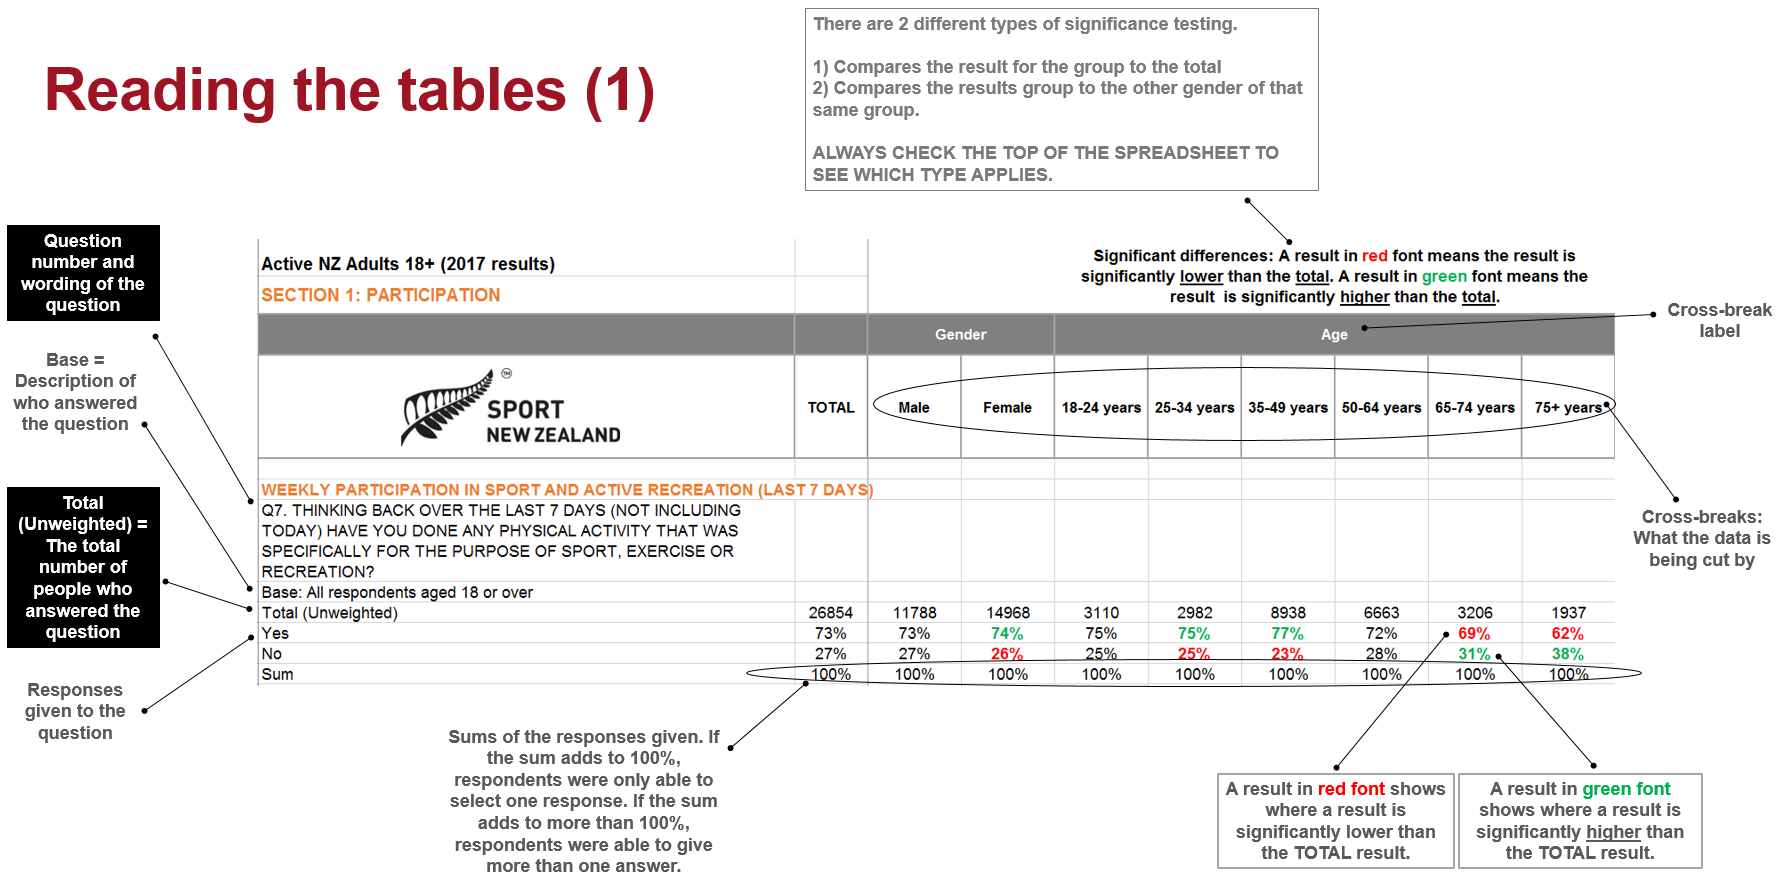 Reading the tables (1)
There are 2 different types of significance testing.
1) Compares the result for the group to the total
2) Compares the results group to the other gender of that
same group.
ALWAYS CHECK THE TOP OF THE SPREADSHEET TO
SEE WHICH TYPE APPLIES.
Question
number and
wording of the
question
Base =
Description of
who answered
the question
Total
(Unweighted) =
The total
number of
people who
answered the
question
Responses
given to the
question
Active NZ Adults 18+ (2017 results)
SECTION 1: PARTICIPATION
Significant differences: A result in red font means the result is
significantly lower than the total. A result in green font means the
result is significantly higher than the total.
Cross-break
label
Gender Age
TM
SPORT
NEW ZEALAND
TOTAL Male Female 18-24 years 25-34 years 35-49 years 50-64 years 65-74 years 75+ years
Cross-breaks:
What the data is
being cut by
WEEKLY PARTICIPATION IN SPORT AND ACTIVE RECREATION (LAST 7 DAYS)
Q7. THINKING BACK OVER THE LAST 7 DAYS (NOT INCLUDING
TODAY) HAVE YOU DONE ANY PHYSICAL ACTIVITY THAT WAS
SPECIFICALLY FOR THE PURPOSE OF SPORT, EXERCISE OR
RECREATION?
Base: All respondents aged 18 or over
Total (Unweighted) 26854 11788 14968 3110 2982 8938 6663 3206 1937
Yes 73% 73% 74% 75% 75% 77% 72% 69% 62%
No 27% 27% 26% 25% 25% 23% 28% 31% 38%
Sum 100% 100% 100% 100% 100% 100% 100% 100% 100%
Sums of the responses given. If
the sum adds to 100%,
respondents were only able to
select one response. If the sum
adds to more than 100%,
respondents were able to give
more than one answer.
A result in red font shows
where a result is
significantly lower than
the TOTAL result.
A result in green font
shows where a result is
significantly higher than
the TOTAL result.